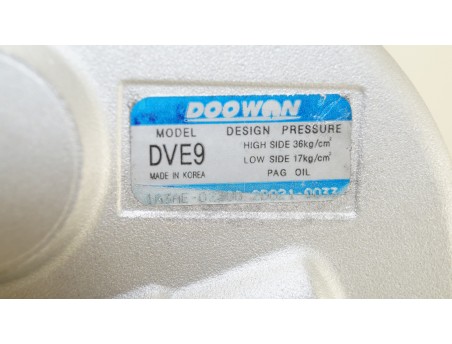 DOOWON
MODEL DESIGN PRESSURE
DVE9 HIGH SIDE 36kg/cm²
LOW SIDE 17kg/cm²
MADE IN KOREA PAG OIL